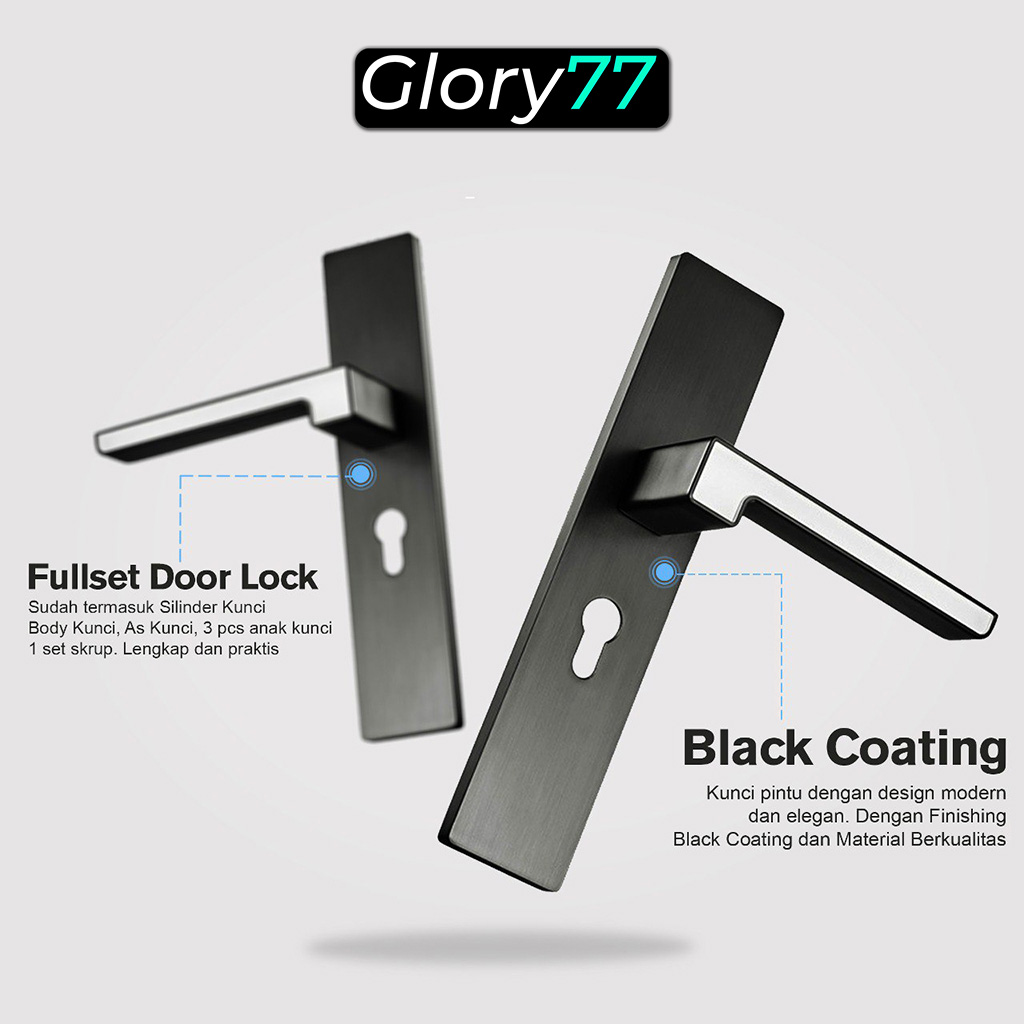 Glory77
Fullset Door Lock
Sudah termasuk Silinder Kunci
Body Kunci, As Kunci, 3 pcs anak kunci
1 set skrup. Lengkap dan praktis
Black Coating
Kunci pintu dengan design modern
dan elegan. Dengan Finishing
Black Coating dan Material Berkualitas